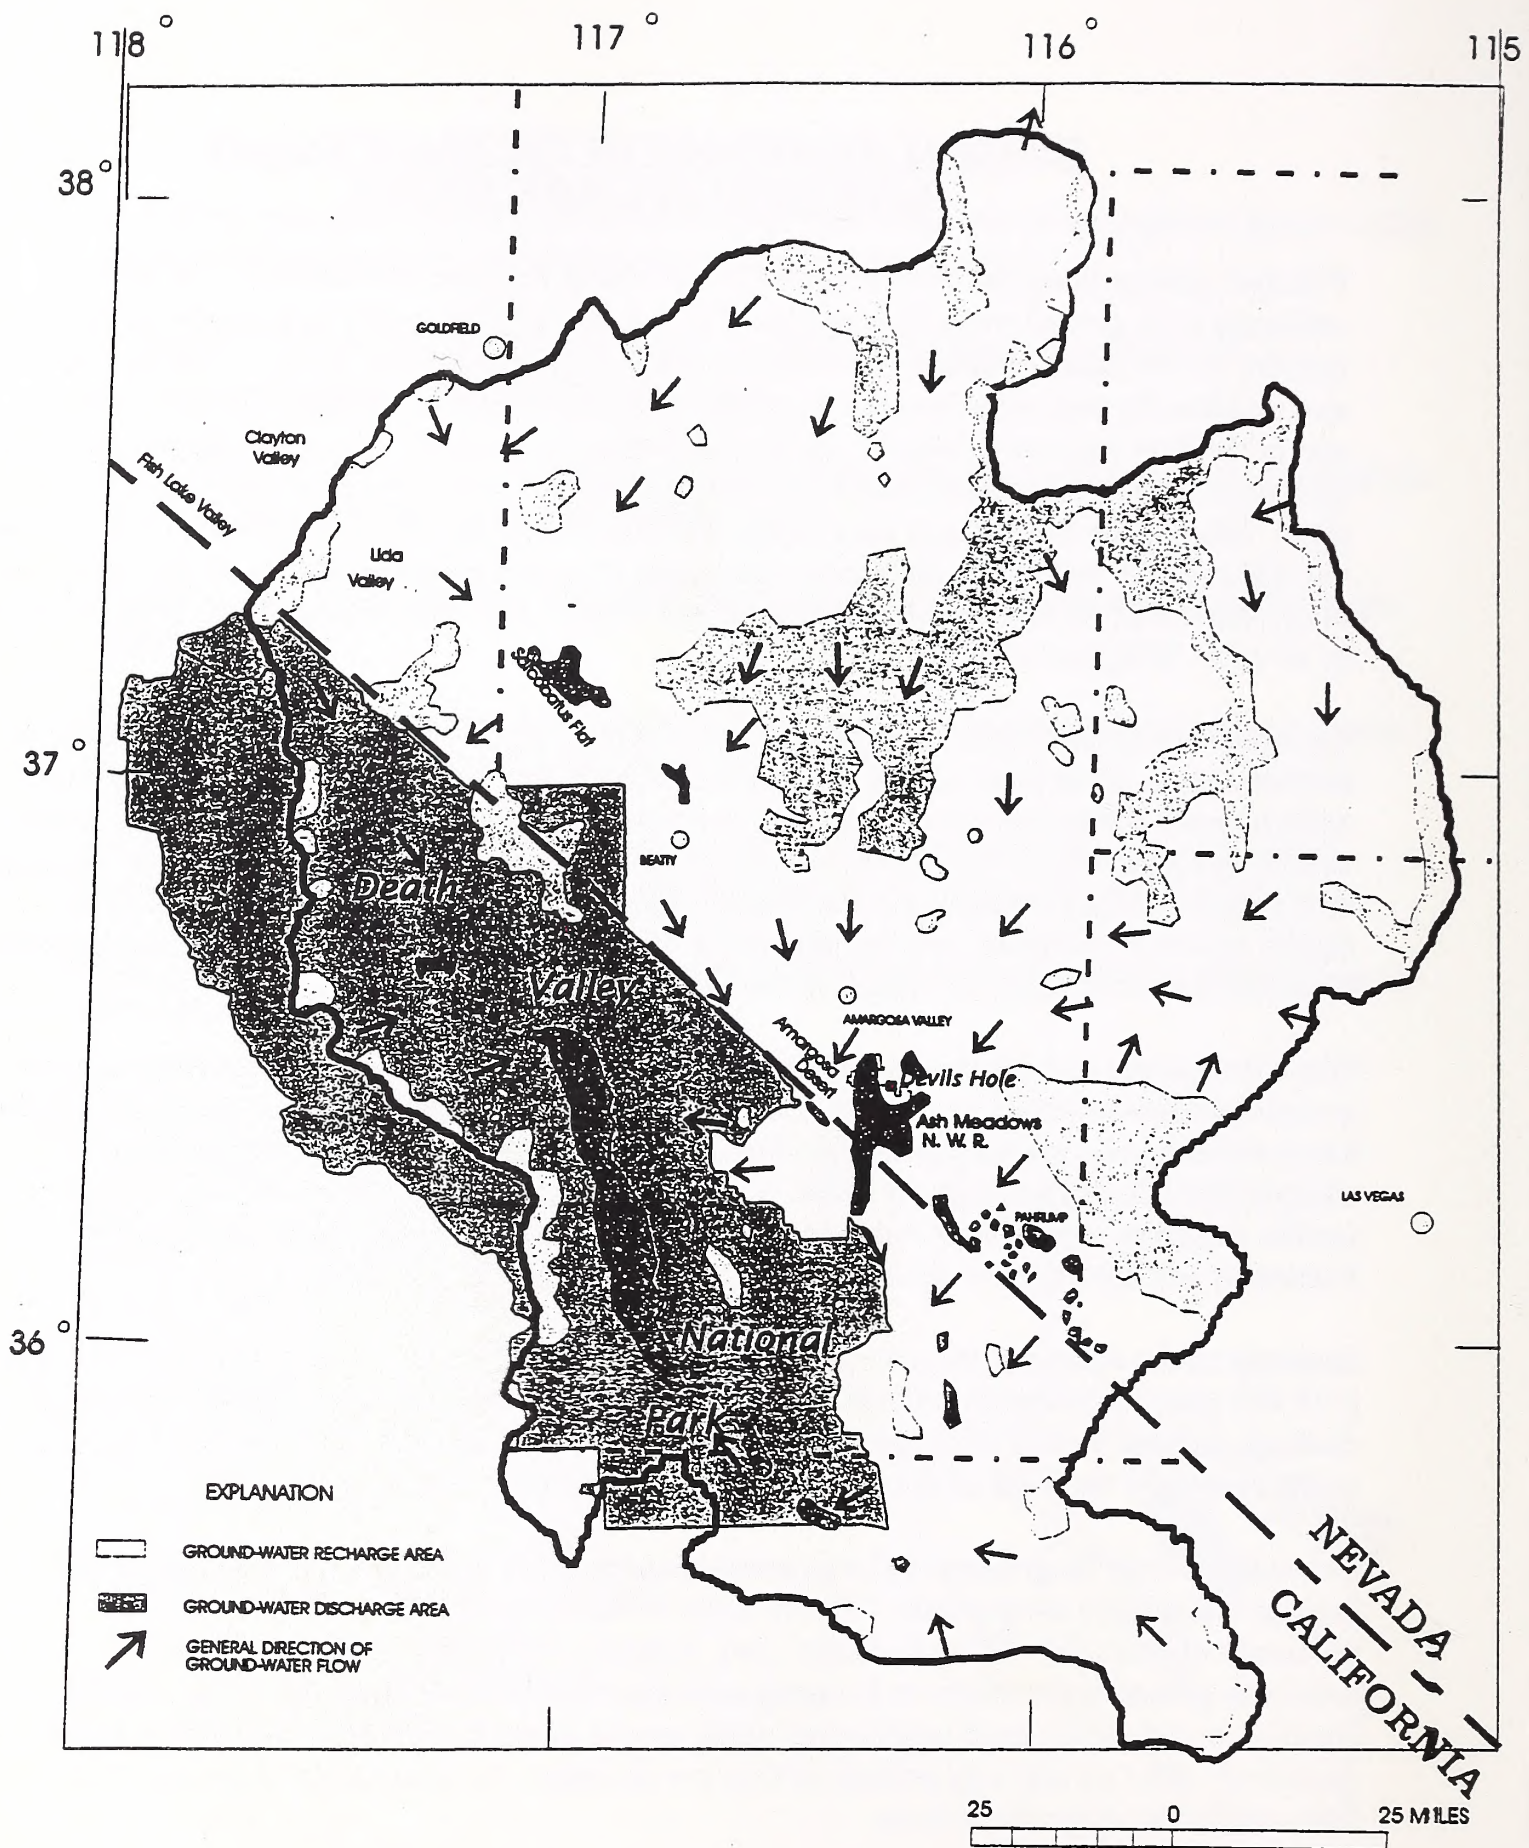 118°
117°
116°
115
38°
GOLDFIELD
Clayton
Valley
Fish Lake Valley
Lida
Valley
Sarcobatus Flat
37°
BEATTY
Death
Valley
AMARGOSA VALLEY
Amargosa
Desert
Devils Hole
Ash Meadows
N. W. R.
LAS VEGAS
PAHRUMP
36°
National
Park
EXPLANATION
GROUND-WATER RECHARGE AREA
GROUND-WATER DISCHARGE AREA
GENERAL DIRECTION OF
GROUND-WATER FLOW
NEVADA
CALIFORNIA
25 0 25 MILES